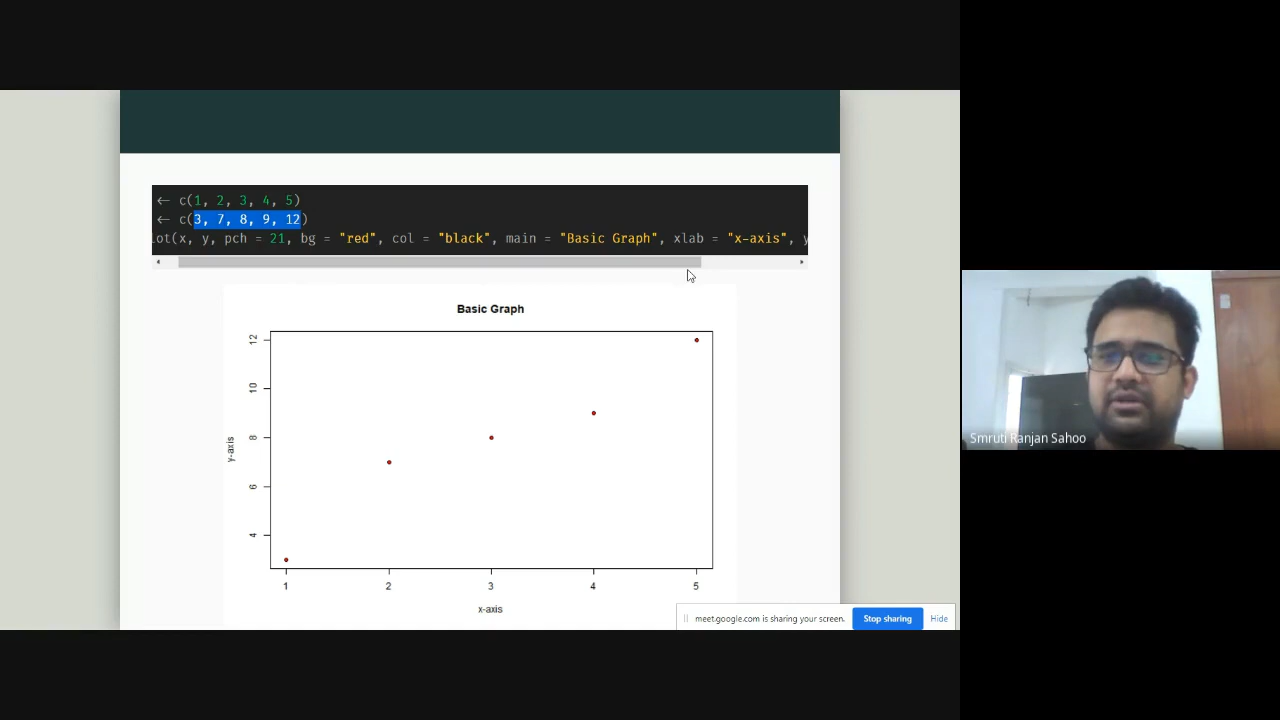 ← c(1, 2, 3, 4, 5)
← c(3, 7, 8, 9, 12)
lot(x, y, pch = 21, bg = "red", col = "black", main = "Basic Graph", xlab = "x-axis", y
Basic Graph
12
10
8
6
4
y-axis
1 2 3 4 5
x-axis
Smruti Ranjan Sahoo
meet.google.com is sharing your screen. Stop sharing Hide